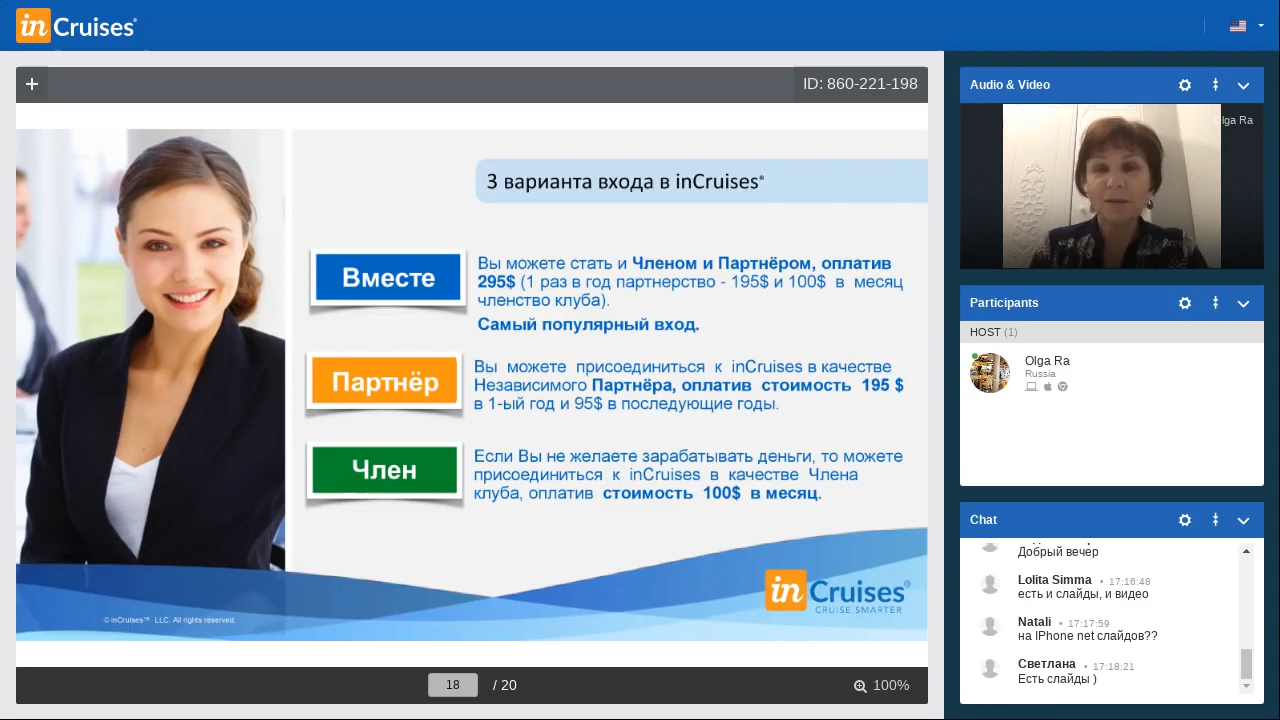 in Cruises®
ID: 860-221-198
3 варианта входа в inCruises®
Вместе
Вы можете стать и Членом и Партнёром, оплатив
295$ (1 раз в год партнерство - 195$ и 100$ в месяц
членство клуба).
Самый популярный вход.
Партнёр
Вы можете присоединиться к inCruises в качестве
Независимого Партнёра, оплатив стоимость 195 $
в 1-ый год и 95$ в последующие годы.
Член
Если Вы не желаете зарабатывать деньги, то можете
присоединиться к inCruises в качестве Члена
клуба, оплатив стоимость 100$ в месяц.
in Cruises®
CRUISE SMARTER
© inCruises™ LLC. All rights reserved.
18 / 20
100%
Audio & Video
Olga Ra
Participants
HOST (1)
Olga Ra
Russia
Chat
Добрый вечер
Lolita Simma • 17:16:48
есть и слайды, и видео
Natali • 17:17:59
на IPhone net слайдов??
Светлана • 17:18:21
Есть слайды )